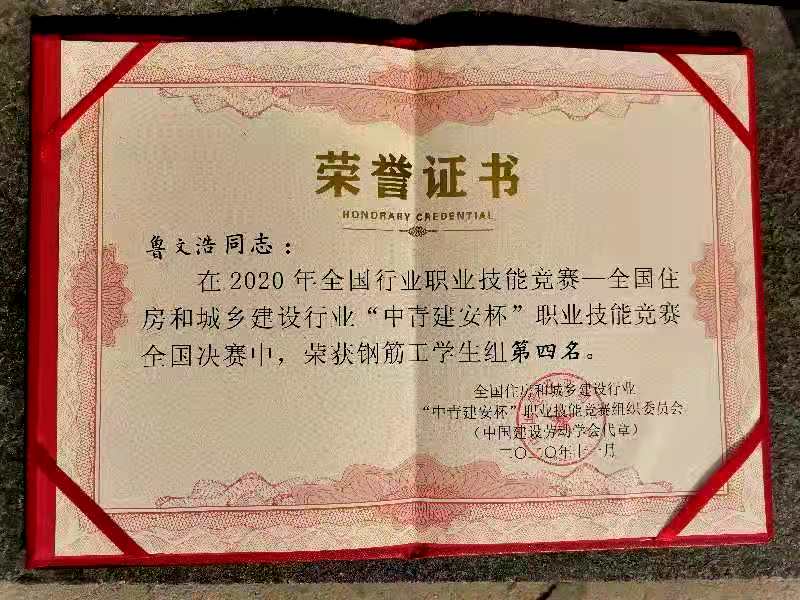 荣誉证书
HONORARY CREDENTIAL
鲁文浩同志：
在2020年全国行业职业技能竞赛—全国住
房和城乡建设行业“中青建安杯”职业技能竞赛
全国决赛中，荣获钢筋工学生组第四名。
全国住房和城乡建设行业
“中青建安杯”职业技能竞赛组织委员会
（中国建设劳动学会代章）
二〇二〇年十一月